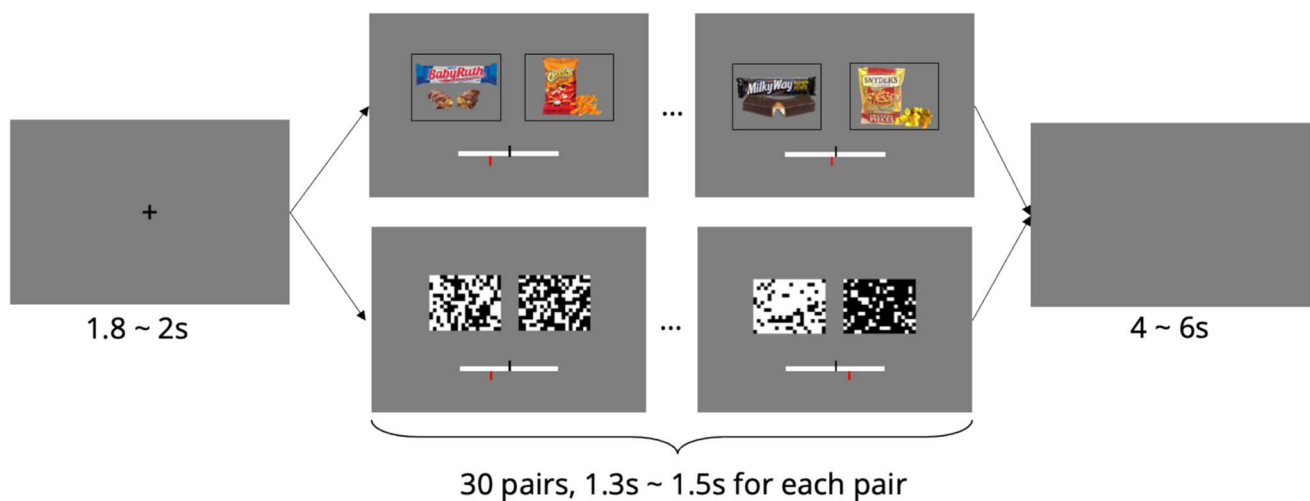 BabyRuth
Cheetos
MilkyWay
SNYDER'S
+
...
...
1.8 ~ 2s
4 ~ 6s
30 pairs, 1.3s ~ 1.5s for each pair